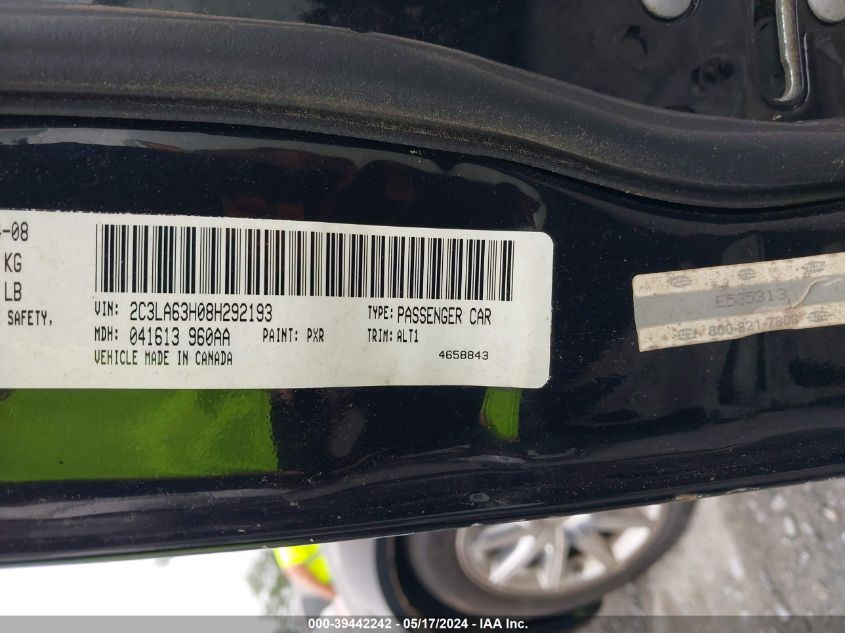 -08
KG
LB
SAFETY,
VIN: 2C3LA63H08H292193 TYPE: PASSENGER CAR
MDH: 041613 960AA PAINT: PXR TRIM: ALT1
VEHICLE MADE IN CANADA 4658843
E535313
800-821-780
000-39442242 - 05/17/2024 - IAA Inc.